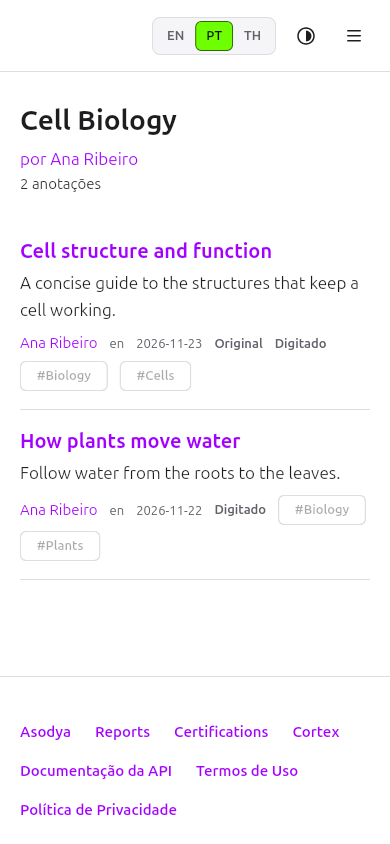 EN PT TH
Cell Biology
por Ana Ribeiro
2 anotações
Cell structure and function
A concise guide to the structures that keep a
cell working.
Ana Ribeiro en 2026-11-23 Original Digitado
#Biology #Cells
How plants move water
Follow water from the roots to the leaves.
Ana Ribeiro en 2026-11-22 Digitado #Biology
#Plants
Asodya Reports Certifications Cortex
Documentação da API Termos de Uso
Política de Privacidade